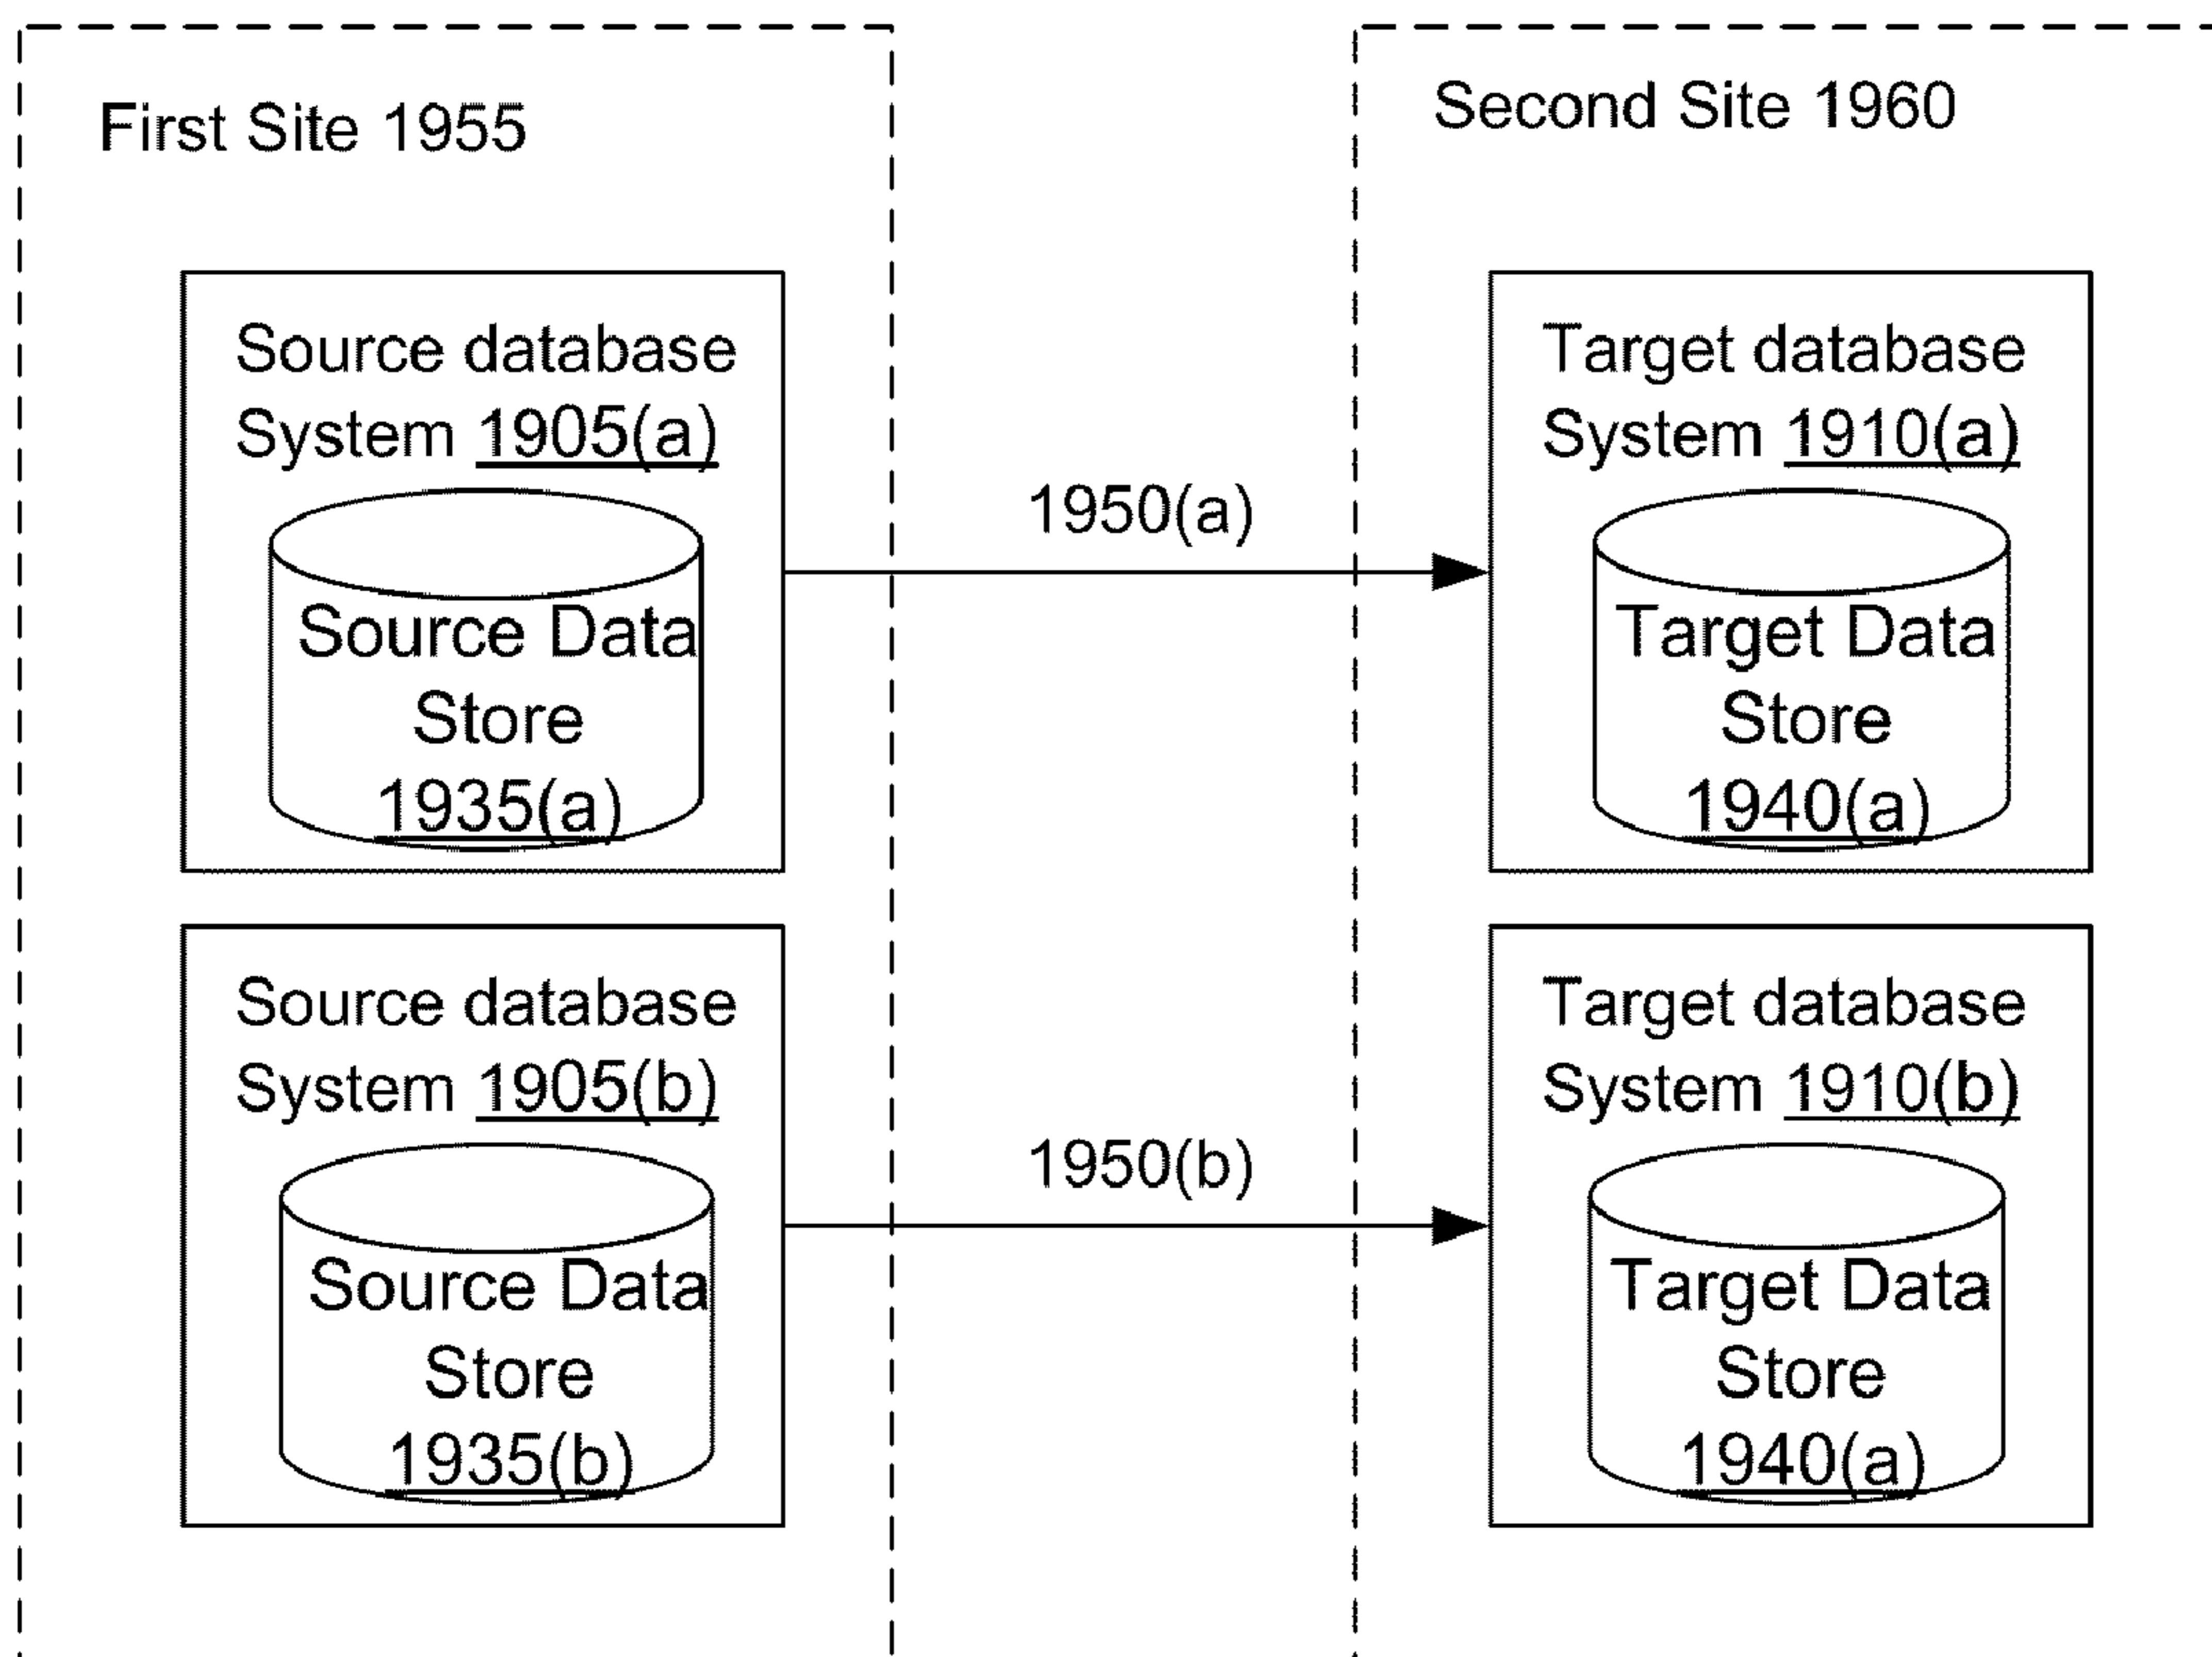 First Site 1955
Second Site 1960
Source database
System 1905(a)
Source Data
Store
1935(a)
1950(a)
Target database
System 1910(a)
Target Data
Store
1940(a)
Source database
System 1905(b)
Source Data
Store
1935(b)
1950(b)
Target database
System 1910(b)
Target Data
Store
1940(a)